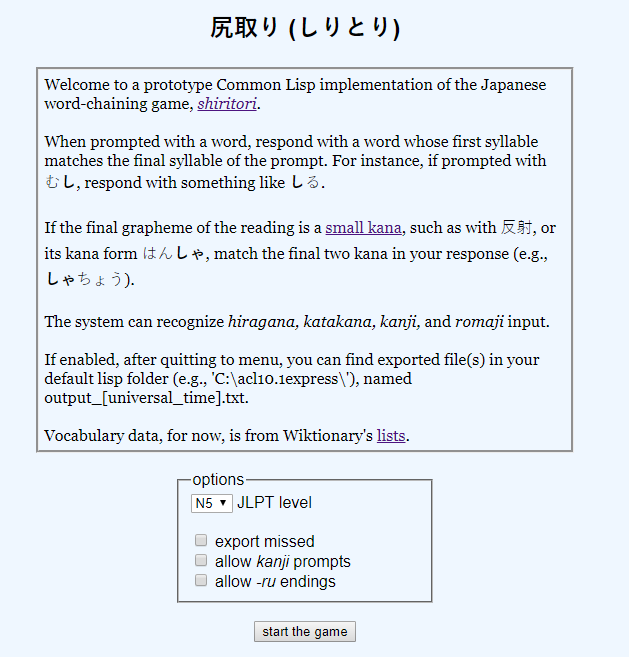 尻取り (しりとり)
Welcome to a prototype Common Lisp implementation of the Japanese
word-chaining game, shiritori.
When prompted with a word, respond with a word whose first syllable
matches the final syllable of the prompt. For instance, if prompted with
むし, respond with something like しる.
If the final grapheme of the reading is a small kana, such as with 反射, or
its kana form はんしゃ, match the final two kana in your response (e.g.,
しゃちょう).
The system can recognize hiragana, katakana, kanji, and romaji input.
If enabled, after quitting to menu, you can find exported file(s) in your
default lisp folder (e.g., 'C:\acl10.1express\'), named
output_[universal_time].txt.
Vocabulary data, for now, is from Wiktionary's lists.
options
N5 ▼ JLPT level
export missed
allow kanji prompts
allow -ru endings
start the game